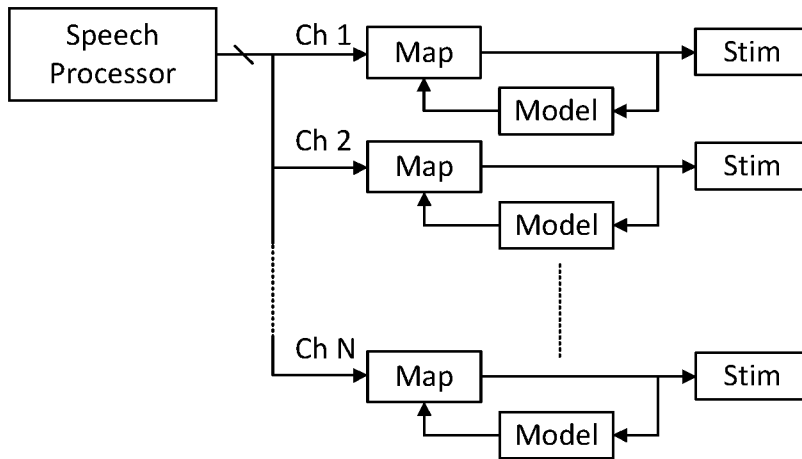 Speech
Processor
Ch 1
Map
Stim
Model
Ch 2
Map
Stim
Model
Ch N
Map
Stim
Model